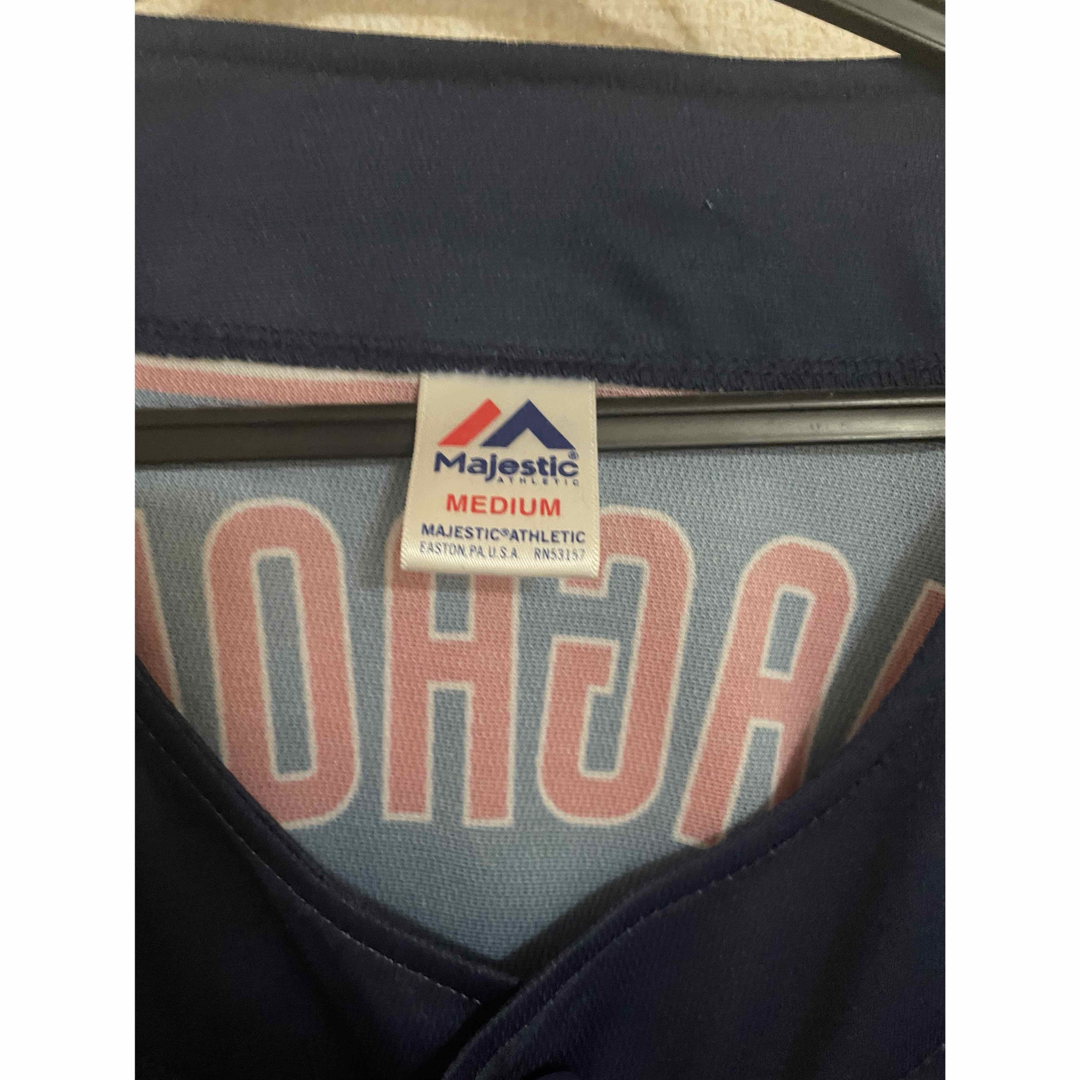 Majestic®
ATHLETIC
MEDIUM
MAJESTIC®ATHLETIC
EASTON, PA, U.S.A. RN53157